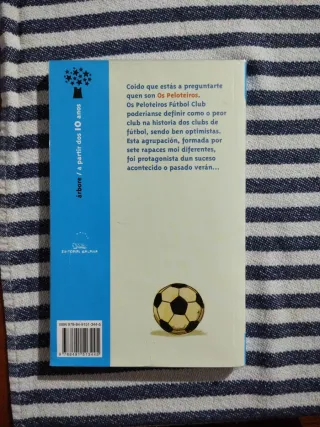 Coido que estás a preguntarte
quen son Os Peloteiros.
Os Peloteiros Fútbol Club
poderíanse definir como o peor
club na historia dos clubs de
fútbol, sendo ben optimistas.
Esta agrupación, formada por
sete rapaces moi diferentes,
foi protagonista dun suceso
acontecido o pasado verán...
árbore / a partir dos 10 anos
EDITORIAL GALAXIA